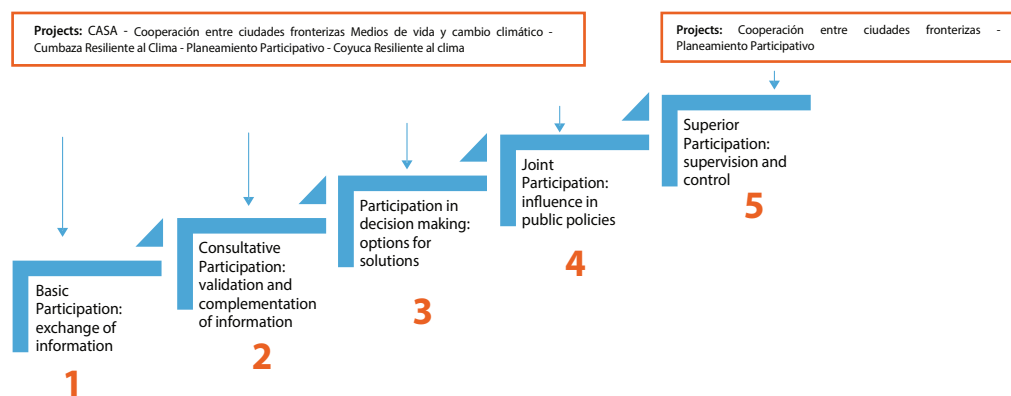 Projects: CASA - Cooperación entre ciudades fronterizas Medios de vida y cambio climático -
Cumbaza Resiliente al Clima - Planeamiento Participativo - Coyuca Resiliente al clima
Projects: Cooperación entre ciudades fronterizas -
Planeamiento Participativo
Basic
Participation:
exchange of
information
1
Consultative
Participation:
validation and
complementation
of information
2
Participation in
decision making:
options for
solutions
3
Joint
Participation:
influence in
public policies
4
Superior
Participation:
supervision and
control
5